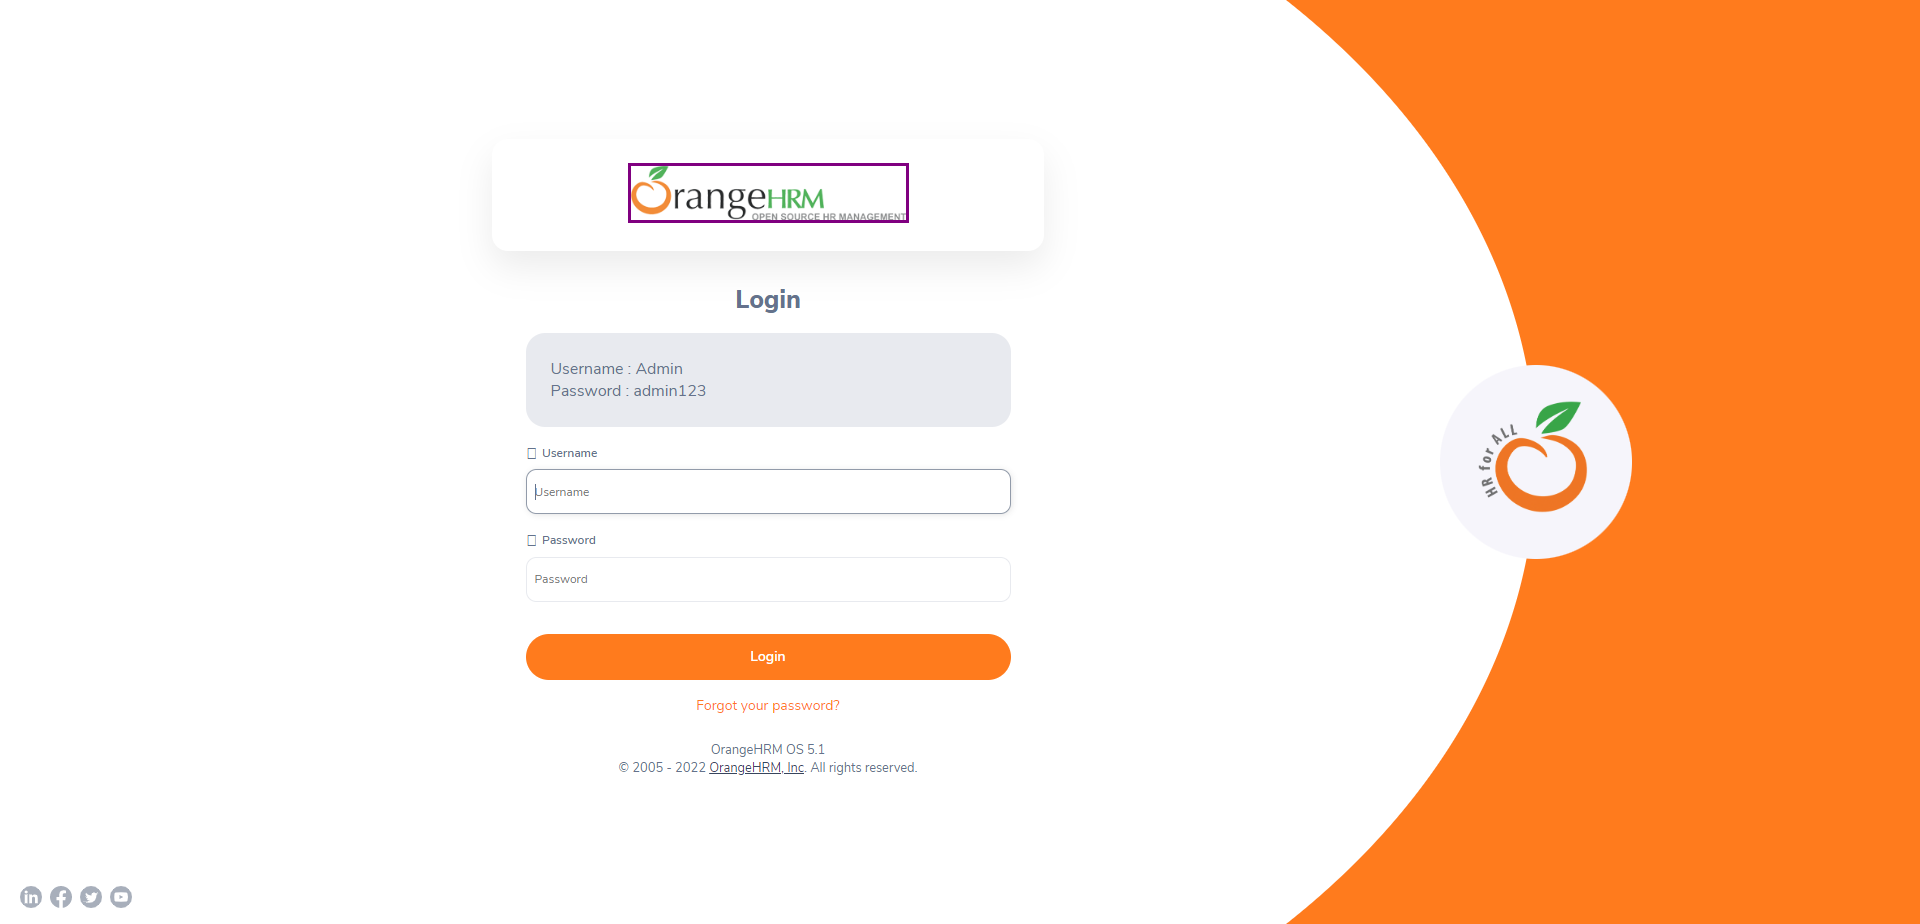 OrangeHRM
OPEN SOURCE HR MANAGEMENT
Login
Username : Admin
Password : admin123
Username
Username
Password
Password
Login
Forgot your password?
OrangeHRM OS 5.1
© 2005 - 2022 OrangeHRM, Inc. All rights reserved.
HR for ALL
in